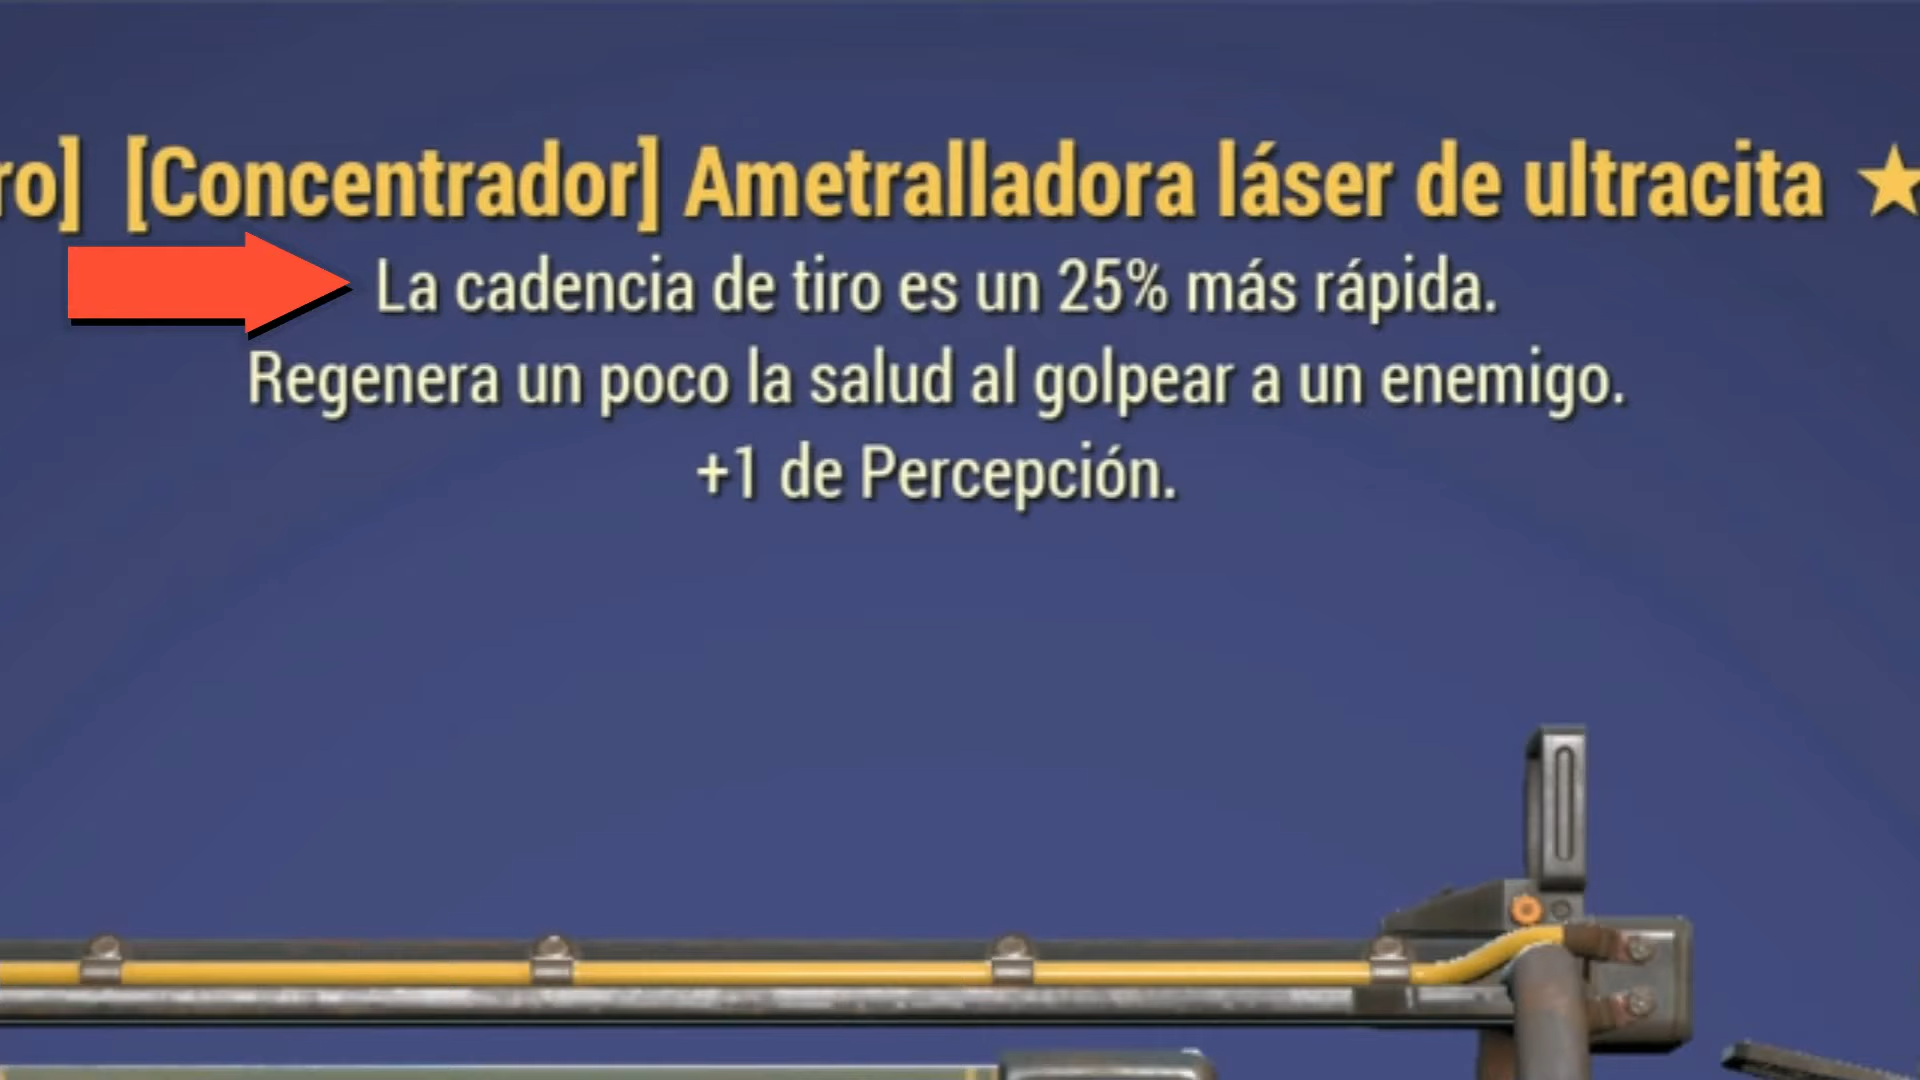 ro] [Concentrador] Ametralladora láser de ultracita ★
La cadencia de tiro es un 25% más rápida.
Regenera un poco la salud al golpear a un enemigo.
+1 de Percepción.